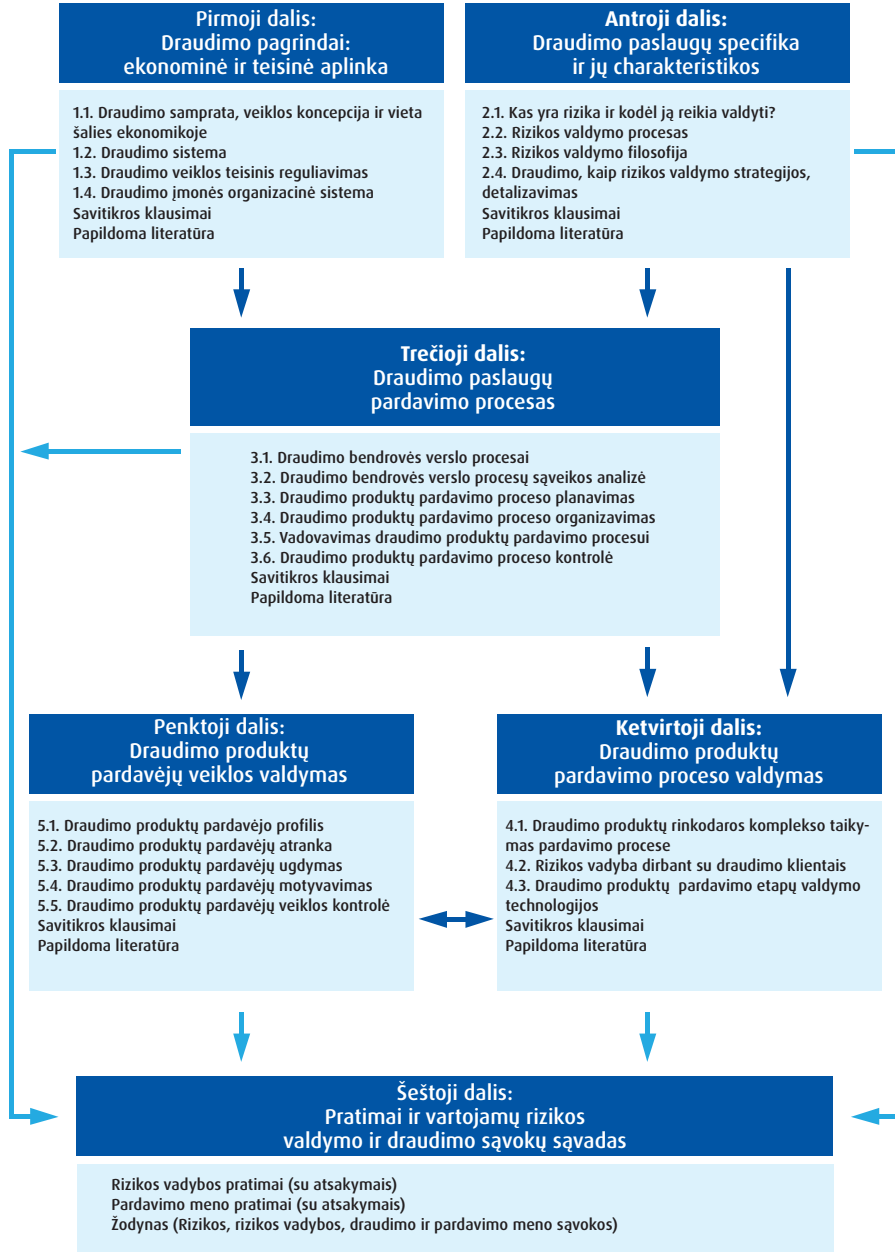 Pirmoji dalis:
Draudimo pagrindai:
ekonominė ir teisinė aplinka
1.1. Draudimo samprata, veiklos koncepcija ir vieta
šalies ekonomikoje
1.2. Draudimo sistema
1.3. Draudimo veiklos teisinis reguliavimas
1.4. Draudimo įmonės organizacinė sistema
Savitikros klausimai
Papildoma literatūra
Antroji dalis:
Draudimo paslaugų specifika
ir jų charakteristikos
2.1. Kas yra rizika ir kodėl ją reikia valdyti?
2.2. Rizikos valdymo procesas
2.3. Rizikos valdymo filosofija
2.4. Draudimo, kaip rizikos valdymo strategijos,
detalizavimas
Savitikros klausimai
Papildoma literatūra
Trečioji dalis:
Draudimo paslaugų
pardavimo procesas
3.1. Draudimo bendrovės verslo procesai
3.2. Draudimo bendrovės verslo procesų sąveikos analizė
3.3. Draudimo produktų pardavimo proceso planavimas
3.4. Draudimo produktų pardavimo proceso organizavimas
3.5. Vadovavimas draudimo produktų pardavimo procesui
3.6. Draudimo produktų pardavimo proceso kontrolė
Savitikros klausimai
Papildoma literatūra
Penktoji dalis:
Draudimo produktų
pardavėjų veiklos valdymas
5.1. Draudimo produktų pardavėjo profilis
5.2. Draudimo produktų pardavėjų atranka
5.3. Draudimo produktų pardavėjų ugdymas
5.4. Draudimo produktų pardavėjų motyvavimas
5.5. Draudimo produktų pardavėjų veiklos kontrolė
Savitikros klausimai
Papildoma literatūra
Ketvirtoji dalis:
Draudimo produktų
pardavimo proceso valdymas
4.1. Draudimo produktų rinkodaros komplekso taiky-
mas pardavimo procese
4.2. Rizikos vadyba dirbant su draudimo klientais
4.3. Draudimo produktų pardavimo etapų valdymo
technologijos
Savitikros klausimai
Papildoma literatūra
Šeštoji dalis:
Pratimai ir vartojamų rizikos
valdymo ir draudimo sąvokų sąvadas
Rizikos vadybos pratimai (su atsakymais)
Pardavimo meno pratimai (su atsakymais)
Žodynas (Rizikos, rizikos vadybos, draudimo ir pardavimo meno sąvokos)